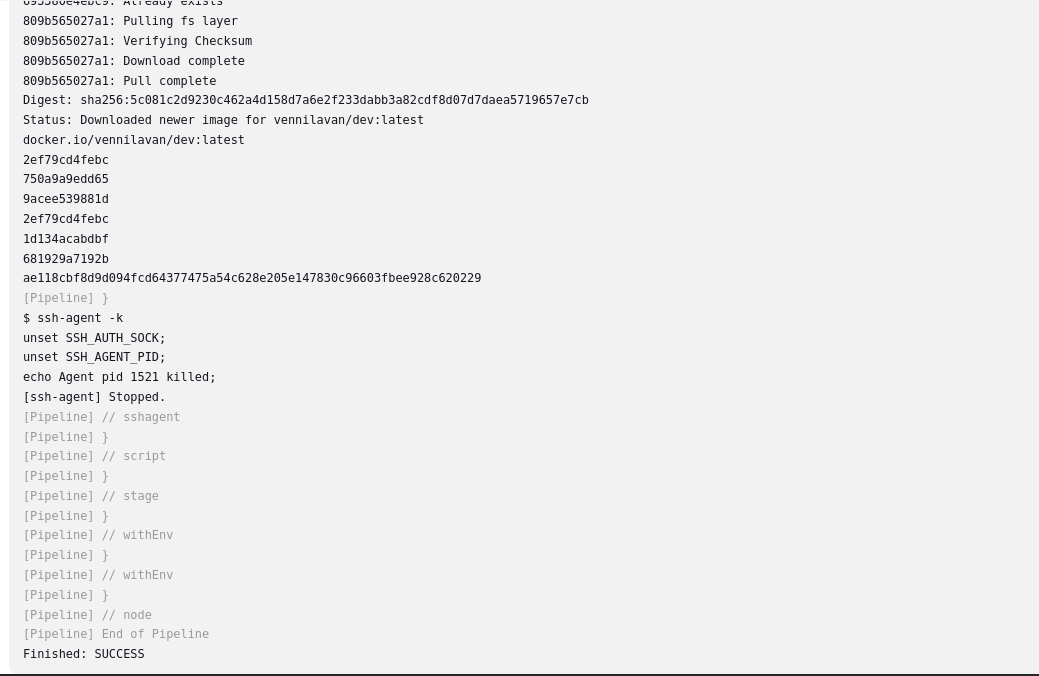 809b565027a1: Pulling fs layer
809b565027a1: Verifying Checksum
809b565027a1: Download complete
809b565027a1: Pull complete
Digest: sha256:5c081c2d9230c462a4d158d7a6e2f233dabb3a82cdf8d07d7daea5719657e7cb
Status: Downloaded newer image for vennilavan/dev:latest
docker.io/vennilavan/dev:latest
2ef79cd4febc
750a9a9edd65
9acee539881d
2ef79cd4febc
1d134acabdbf
681929a7192b
ae118cbf8d9d094fcd64377475a54c628e205e147830c96603fbee928c620229
[Pipeline] }
$ ssh-agent -k
unset SSH_AUTH_SOCK;
unset SSH_AGENT_PID;
echo Agent pid 1521 killed;
[ssh-agent] Stopped.
[Pipeline] // sshagent
[Pipeline] }
[Pipeline] // script
[Pipeline] }
[Pipeline] // stage
[Pipeline] }
[Pipeline] // withEnv
[Pipeline] }
[Pipeline] // withEnv
[Pipeline] }
[Pipeline] // node
[Pipeline] End of Pipeline
Finished: SUCCESS